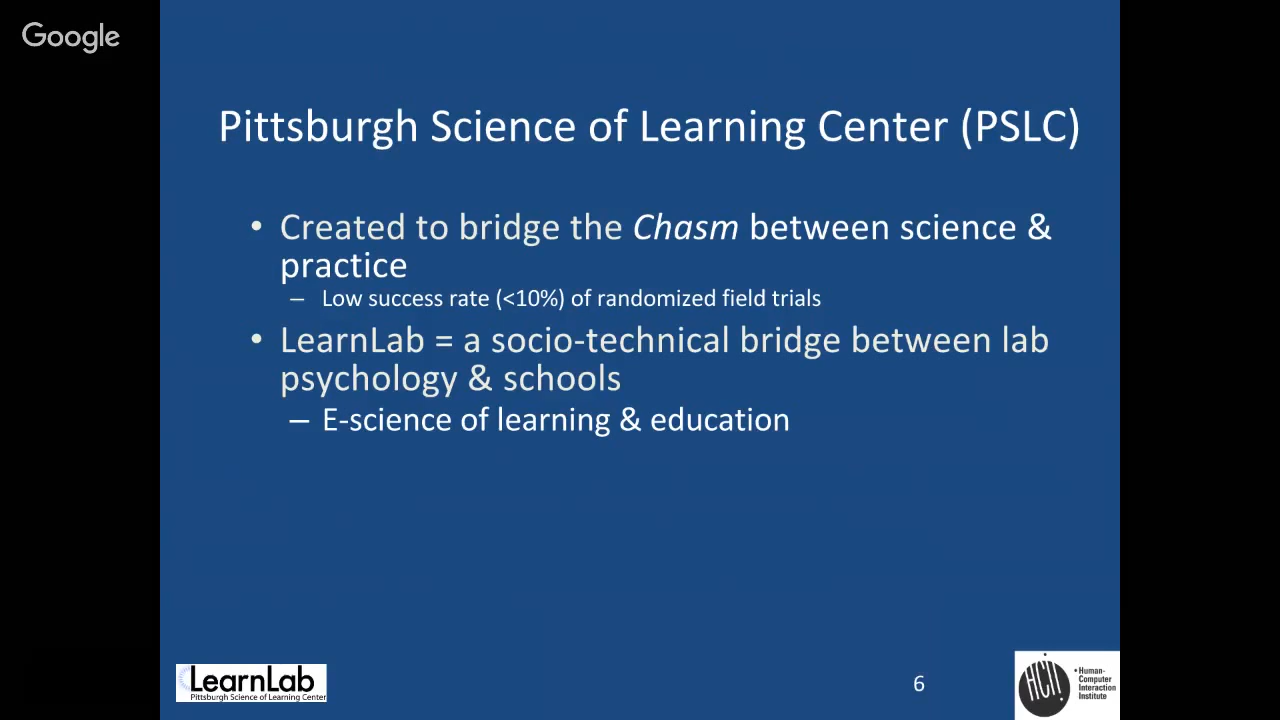 Google
Pittsburgh Science of Learning Center (PSLC)
• Created to bridge the Chasm between science &
practice
– Low success rate (<10%) of randomized field trials
• LearnLab = a socio-technical bridge between lab
psychology & schools
– E-science of learning & education
LearnLab
Pittsburgh Science of Learning Center
6
HCII
• Human-
Computer
Interaction
Institute